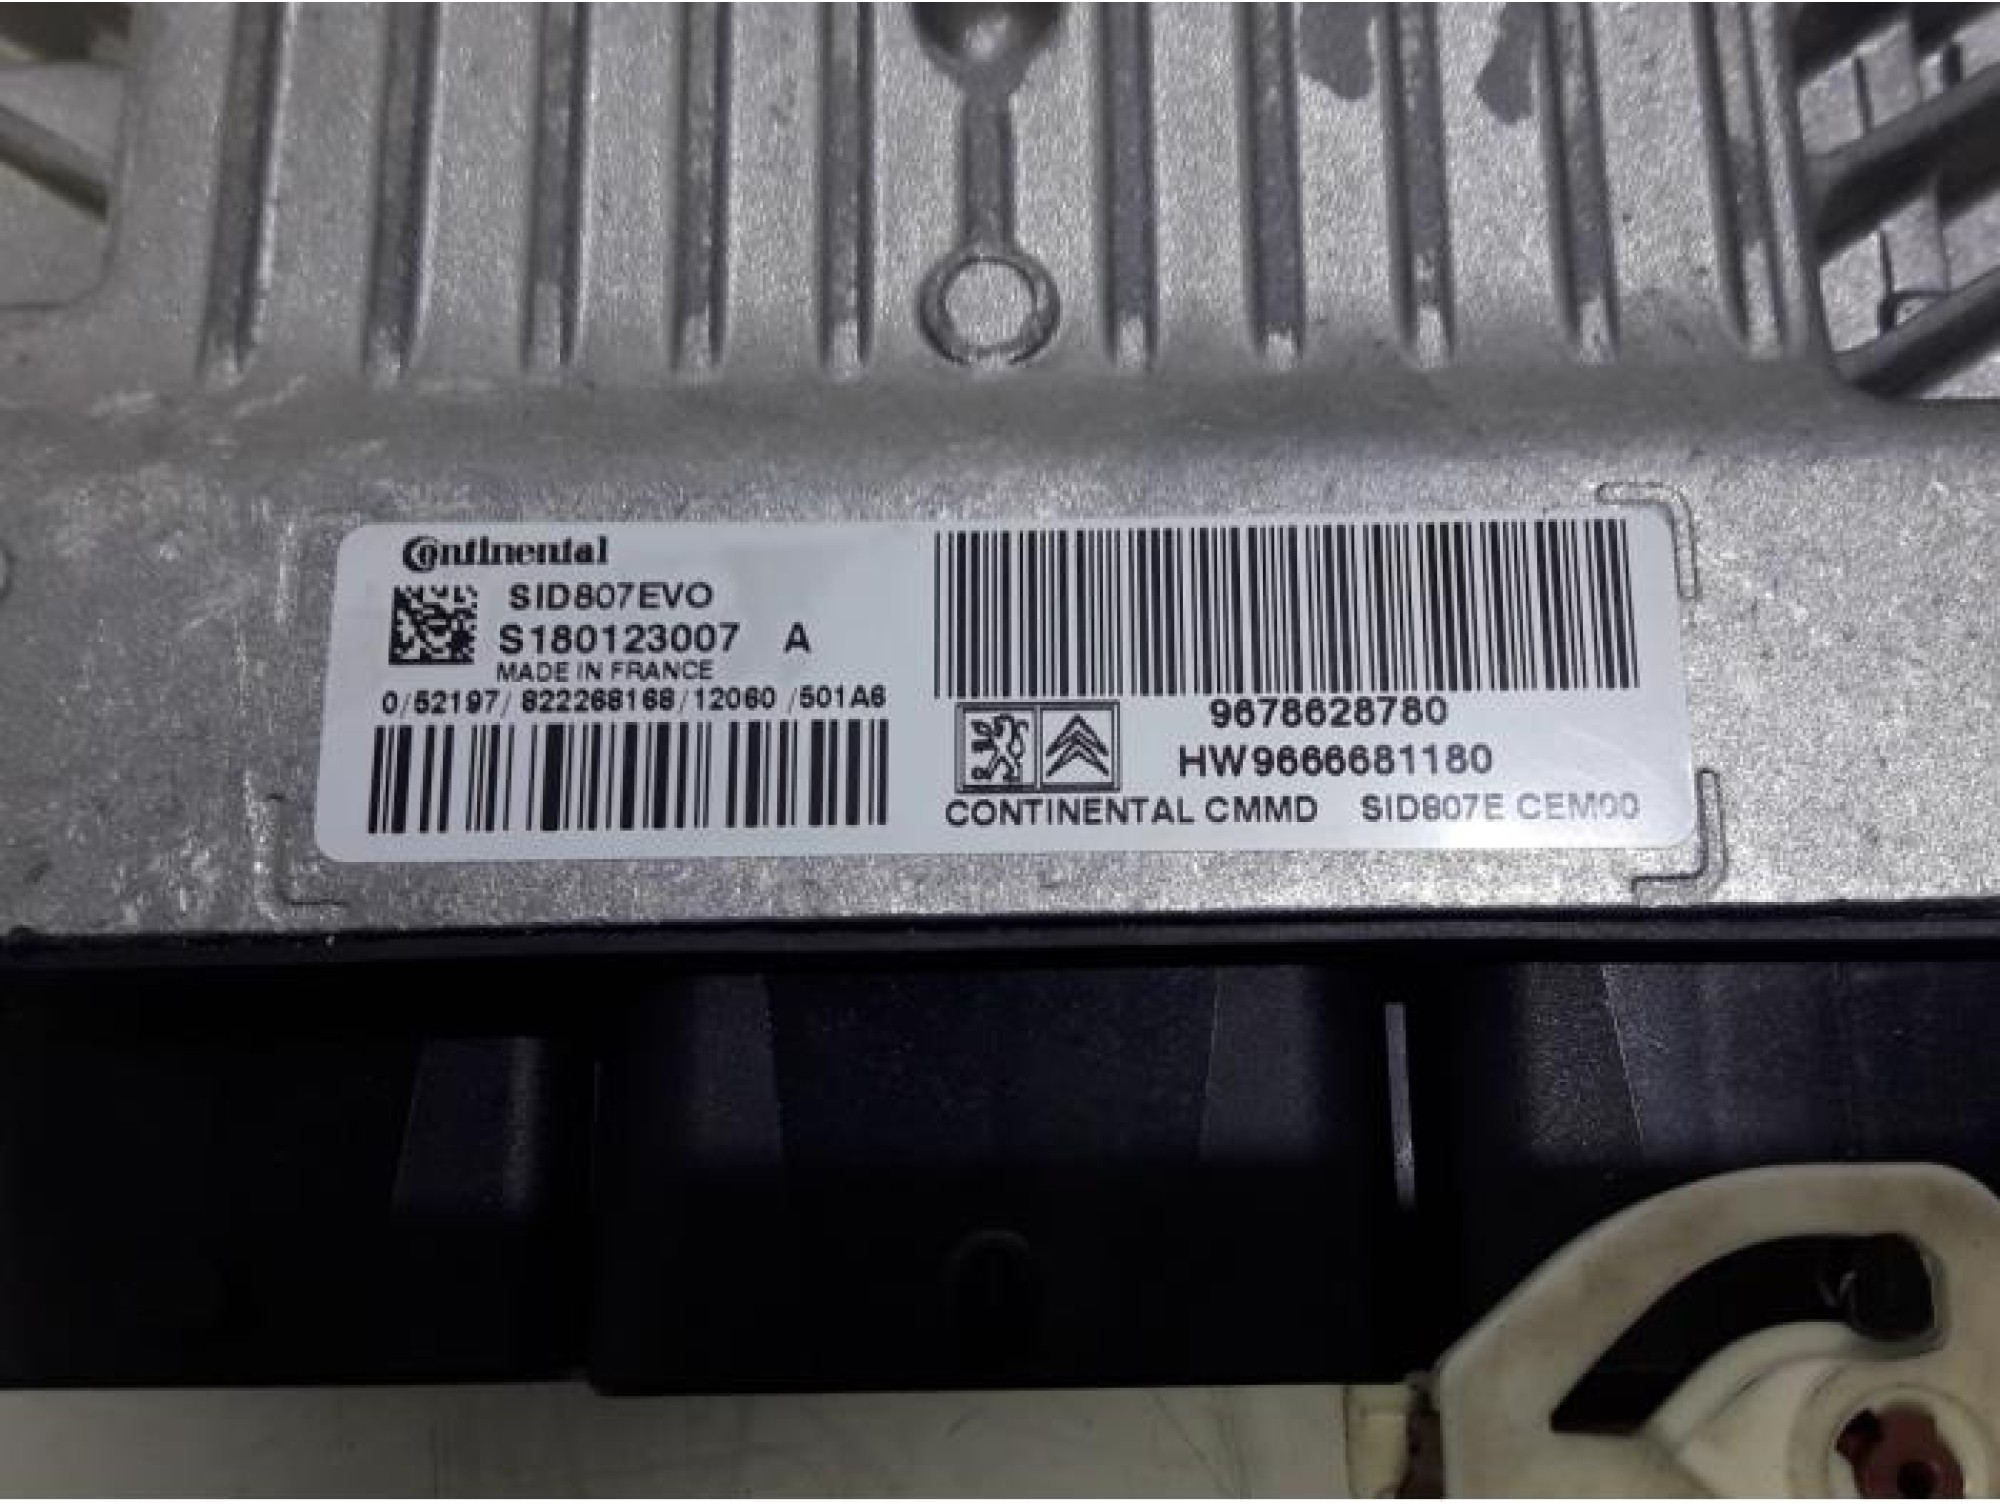 Continental
SID807EVO
S180123007 A
MADE IN FRANCE
0/52197/822268168/12060/501A6
9678628780
HW9666681180
CONTINENTAL CMMD SID807E CEM00